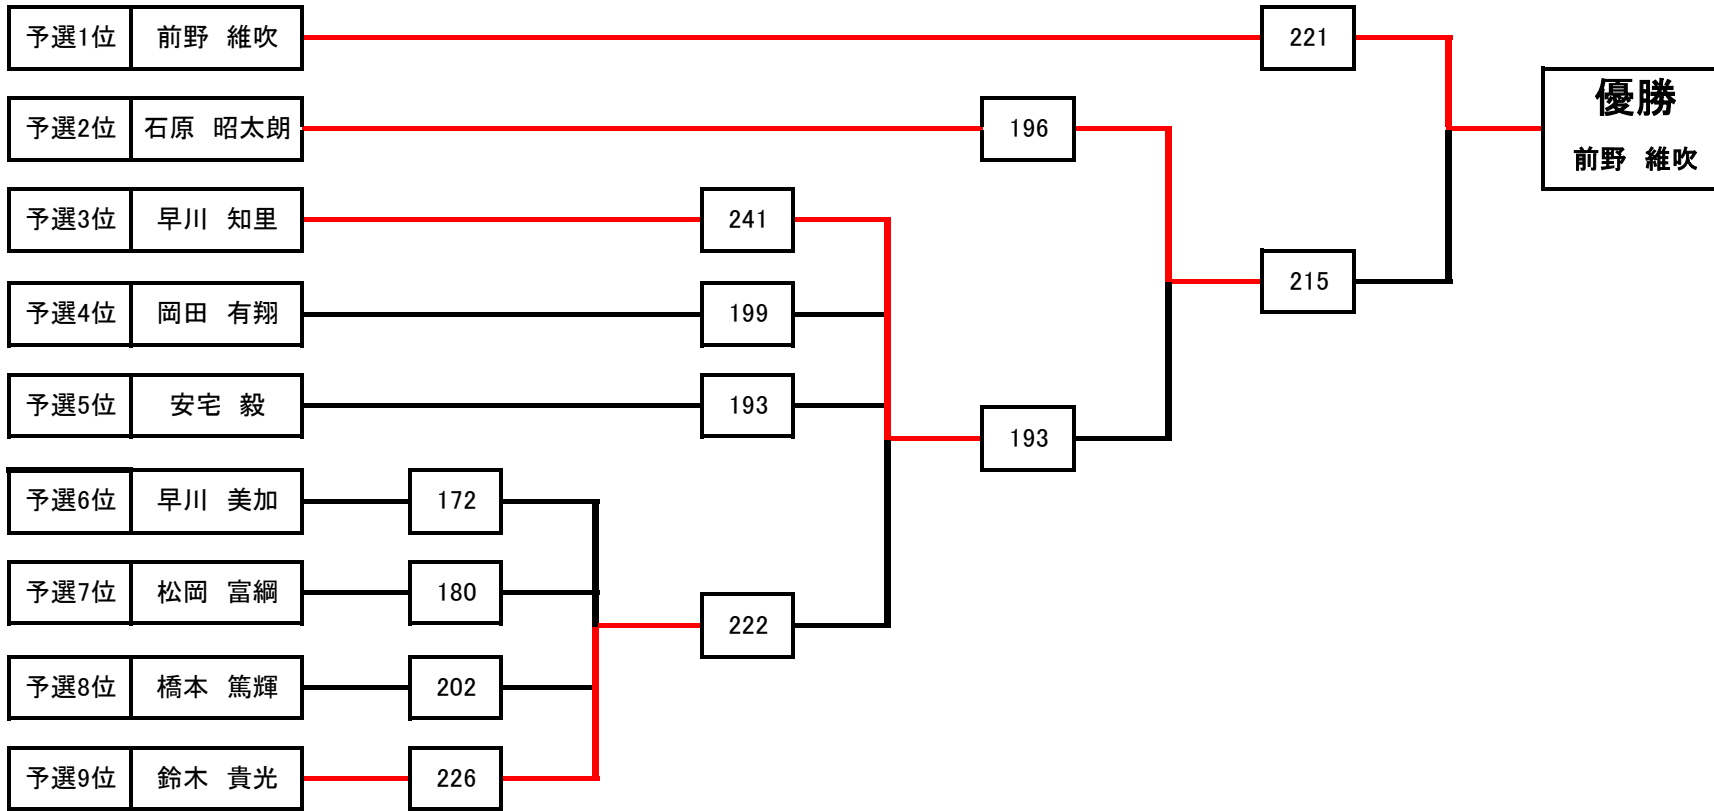 予選1位 前野 維吹 221
優勝
予選2位 石原 昭太朗 196
前野 維吹
予選3位 早川 知里 241
215
予選4位 岡田 有翔 199
予選5位 安宅 毅 193
193
予選6位 早川 美加 172
予選7位 松岡 富綱 180
222
予選8位 橋本 篤輝 202
予選9位 鈴木 貴光 226